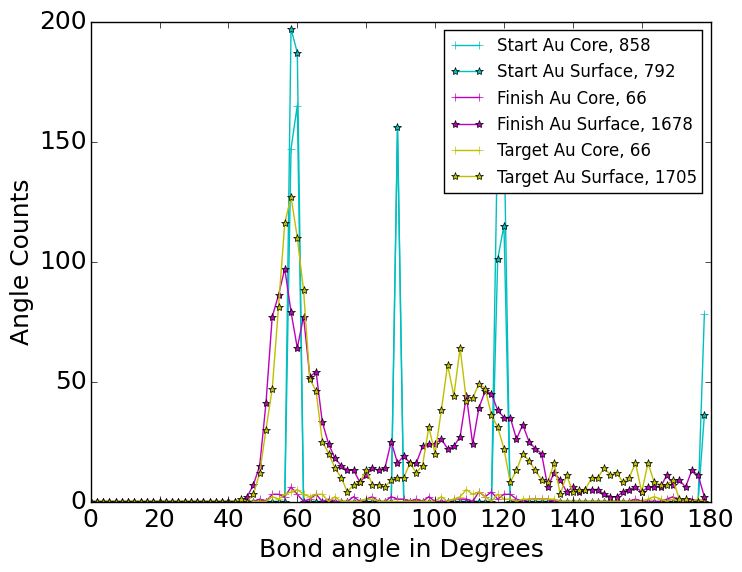 200
150
100
50
0
Angle Counts
Start Au Core, 858
Start Au Surface, 792
Finish Au Core, 66
Finish Au Surface, 1678
Target Au Core, 66
Target Au Surface, 1705
0 20 40 60 80 100 120 140 160 180
Bond angle in Degrees